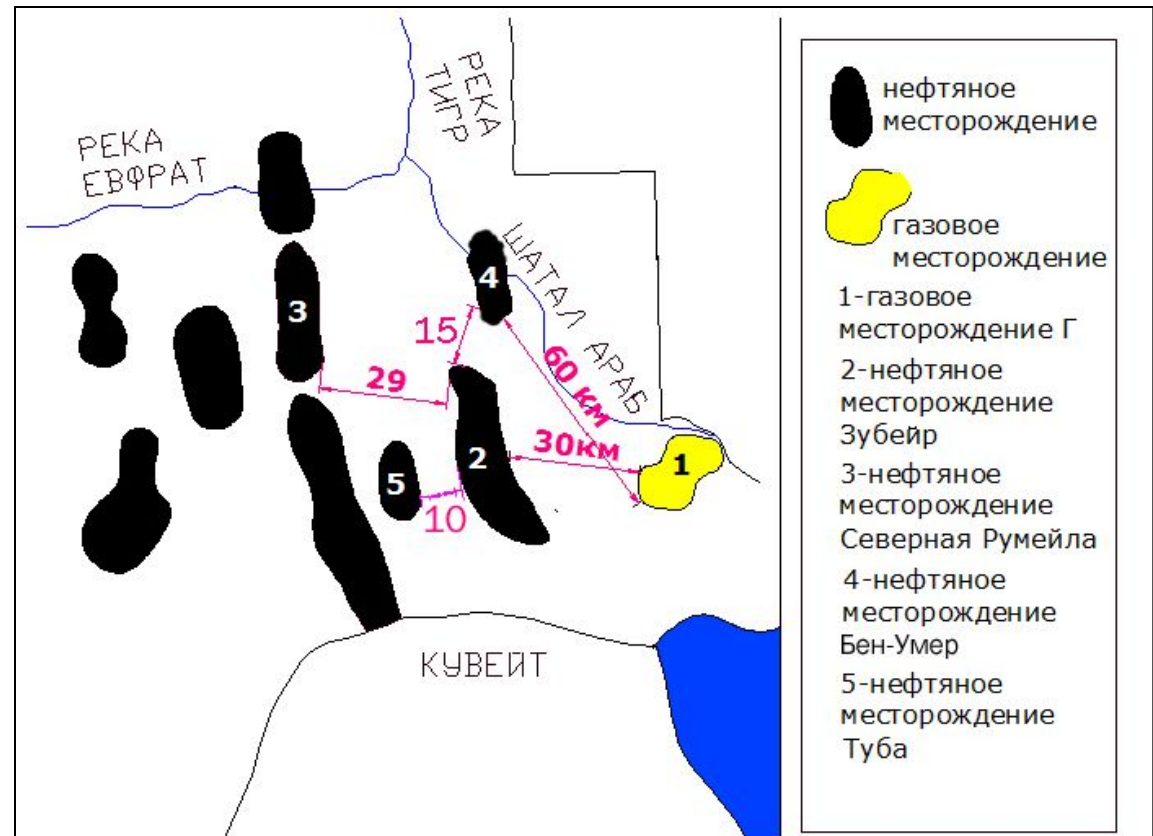 РЕКА
ТИГР
РЕКА
ЕВФРАТ
ШАТАЛ АРАБ
4
3
15
60 км
29
30км
2
1
5
10
КУВЕЙТ
нефтяное
месторождение
газовое
месторождение
1-газовое
месторождение Г
2-нефтяное
месторождение
Зубейр
3-нефтяное
месторождение
Северная Румейла
4-нефтяное
месторождение
Бен-Умер
5-нефтяное
месторождение
Туба